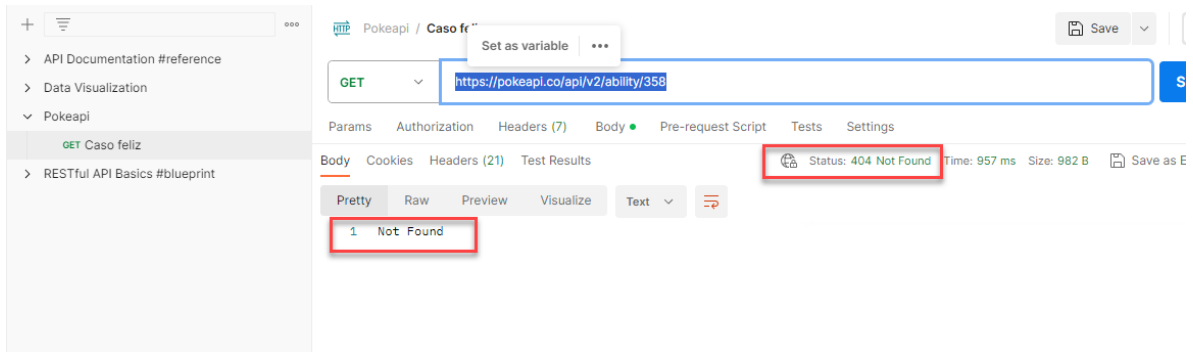 HTTP Pokeapi / Caso fe
Save
Set as variable
API Documentation #reference
Data Visualization
Pokeapi
GET Caso feliz
RESTful API Basics #blueprint
GET
https://pokeapi.co/api/v2/ability/358
S
Params Authorization Headers (7) Body Pre-request Script Tests Settings
Body Cookies Headers (21) Test Results
Status: 404 Not Found Time: 957 ms Size: 982 B Save as E
Pretty Raw Preview Visualize Text
1 Not Found